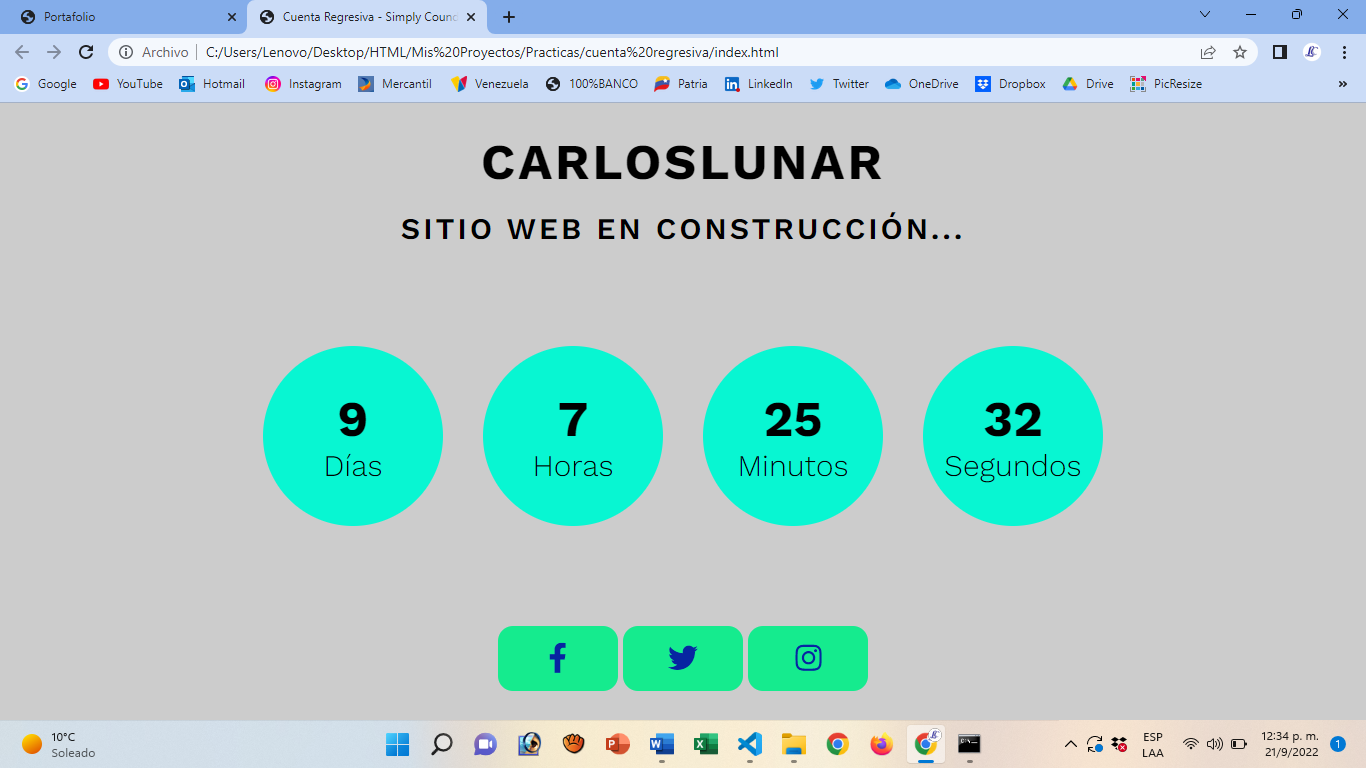 Portafolio
Cuenta Regresiva - Simply Coun
Archivo
C:/Users/Lenovo/Desktop/HTML/Mis%20Proyectos/Practicas/cuenta%20regresiva/index.html
Google YouTube Hotmail Instagram Mercantil Venezuela 100%BANCO Patria LinkedIn Twitter OneDrive Dropbox Drive PicResize »
CARLOSLUNAR
SITIO WEB EN CONSTRUCCIÓN...
9 7 25 32
Días Horas Minutos Segundos
10°C
Soleado
ESP
LAA
12:34 p. m.
21/9/2022
1